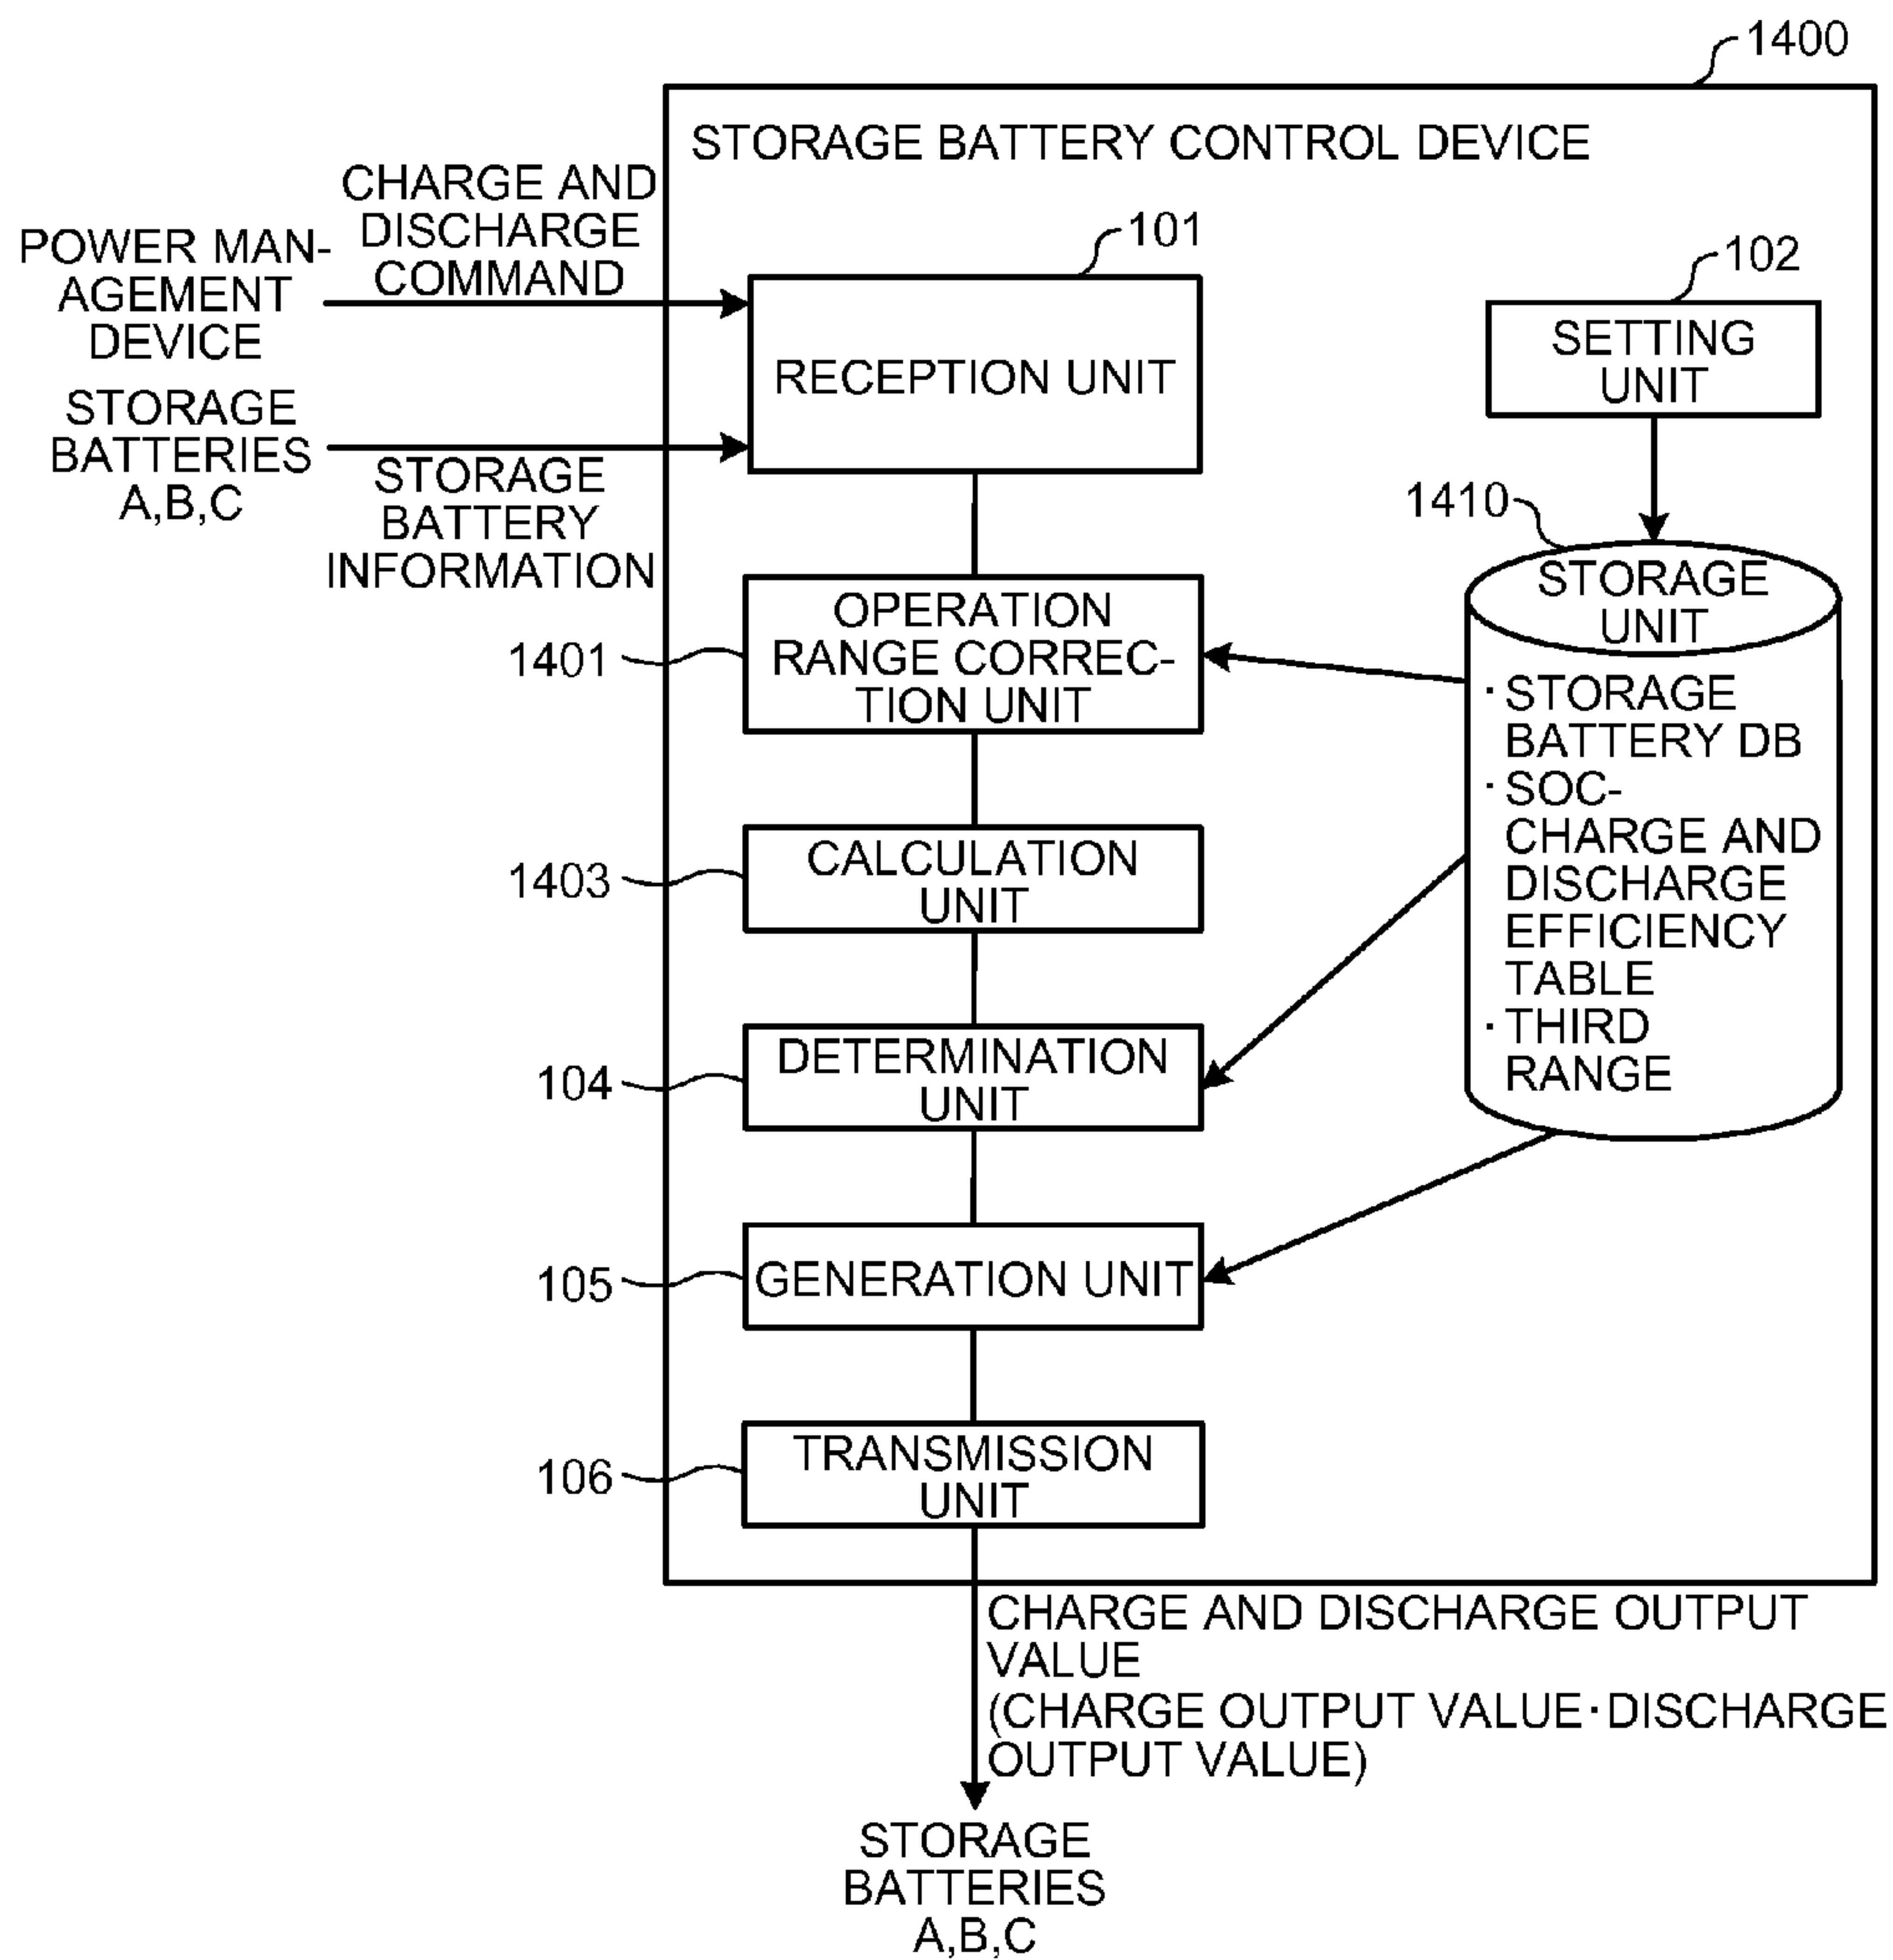 1400
STORAGE BATTERY CONTROL DEVICE
CHARGE AND
DISCHARGE
COMMAND
POWER MAN-
AGEMENT
DEVICE
STORAGE
BATTERIES
A,B,C
STORAGE
BATTERY
INFORMATION
101
RECEPTION UNIT
102
SETTING
UNIT
1410
STORAGE
UNIT
・STORAGE
BATTERY DB
・SOC-
CHARGE AND
DISCHARGE
EFFICIENCY
TABLE
・THIRD
RANGE
1401
OPERATION
RANGE CORREC-
TION UNIT
1403
CALCULATION
UNIT
104
DETERMINATION
UNIT
105
GENERATION UNIT
106
TRANSMISSION
UNIT
CHARGE AND DISCHARGE OUTPUT
VALUE
(CHARGE OUTPUT VALUE・DISCHARGE
OUTPUT VALUE)
STORAGE
BATTERIES
A,B,C